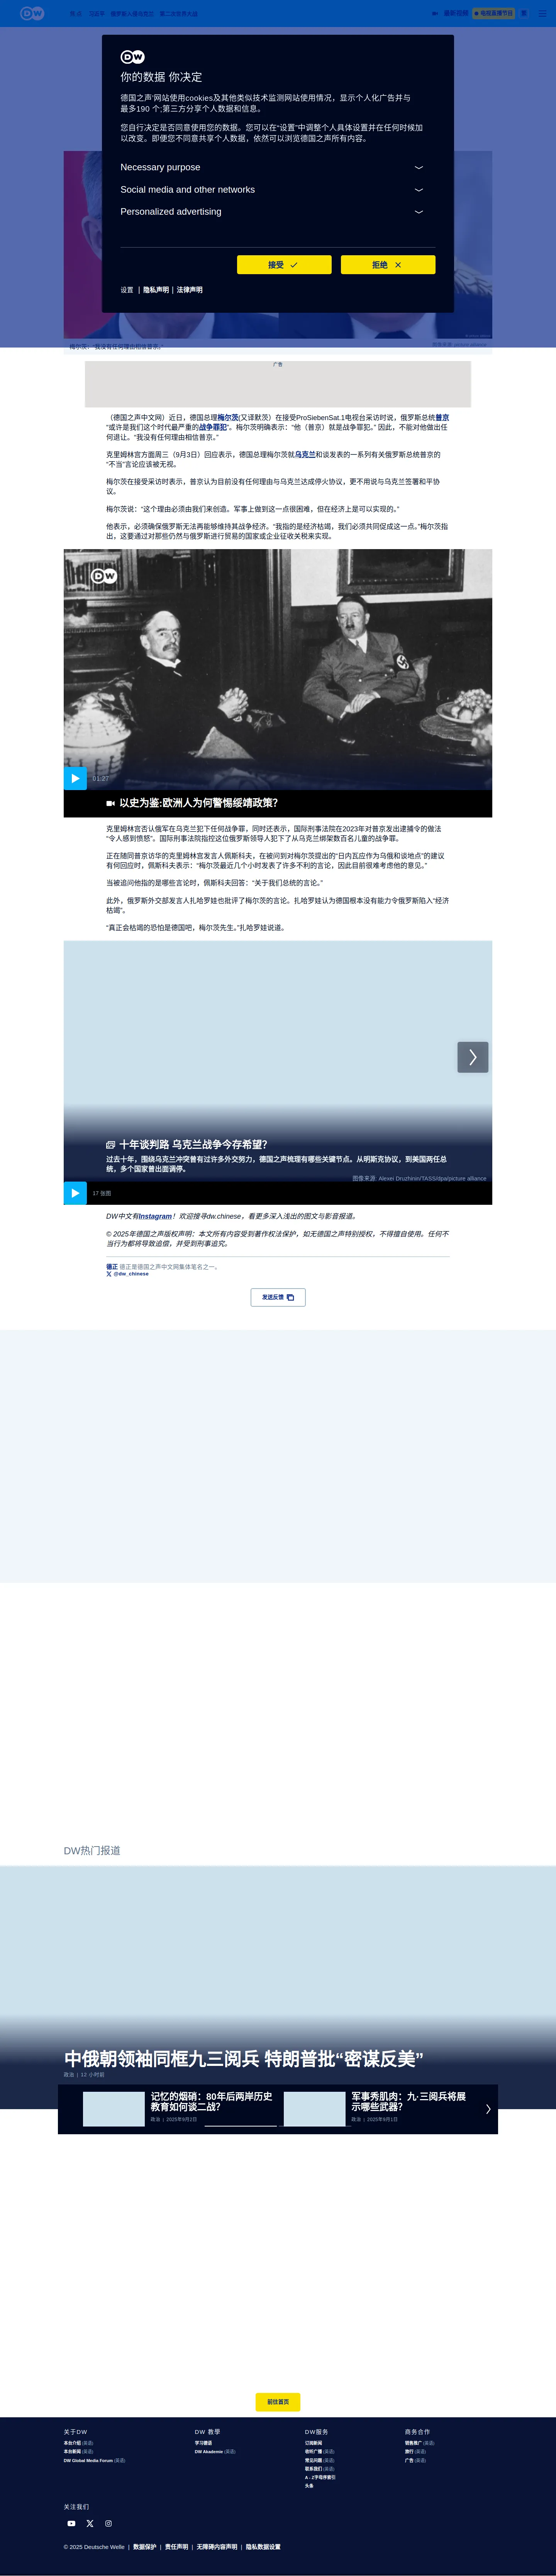 DW
焦点
最新视频
电视直播节目
DW
你的数据 你决定
德国之声'网站使用cookies及其他类似技术监测网站使用情况，显示个人化广告并与
最多190 个;第三方分享个人数据和信息。
您自行决定是否同意使用您的数据。您可以在“设置”中调整个人具体设置并在任何时候加
以改变。即便您不同意共享个人数据，依然可以浏览德国之声所有内容。
Necessary purpose
Social media and other networks
Personalized advertising
接受
拒绝
设置 | 隐私声明 | 法律声明
梅尔茨：“我没有任何理由相信普京。”
图像来源: picture alliance
广告
（德国之声中文网）近日，德国总理梅尔茨(又译默茨）在接受ProSiebenSat.1电视台采访时说，俄罗斯总统普京
“或许是我们这个时代最严重的战争罪犯”。梅尔茨明确表示：“他（普京）就是战争罪犯。” 因此，不能对他做出任
何退让。“我没有任何理由相信普京。”
克里姆林宫方面周三（9月3日）回应表示，德国总理梅尔茨就乌克兰和谈发表的一系列有关俄罗斯总统普京的
“不当”言论应该被无视。
梅尔茨在接受采访时表示，普京认为目前没有任何理由与乌克兰达成停火协议，更不用说与乌克兰签署和平协
议。
梅尔茨说：“这个理由必须由我们来创造。军事上做到这一点很困难，但在经济上是可以实现的。”
他表示，必须确保俄罗斯无法再能够维持其战争经济。“我指的是经济枯竭，我们必须共同促成这一点。”梅尔茨指
出，这要通过对那些仍然与俄罗斯进行贸易的国家或企业征收关税来实现。
DW
01:27
以史为鉴:欧洲人为何警惕绥靖政策?
克里姆林宫否认俄军在乌克兰犯下任何战争罪，同时还表示，国际刑事法院在2023年对普京发出逮捕令的做法
“令人感到愤怒”。国际刑事法院指控这位俄罗斯领导人犯下了从乌克兰绑架数百名儿童的战争罪。
正在随同普京访华的克里姆林宫发言人佩斯科夫，在被问到对梅尔茨提出的“日内瓦应作为乌俄和谈地点”的建议
有何回应时，佩斯科夫表示：“梅尔茨最近几个小时发表了许多不利的言论，因此目前很难考虑他的意见。”
当被追问他指的是哪些言论时，佩斯科夫回答：“关于我们总统的言论。”
此外，俄罗斯外交部发言人扎哈罗娃也批评了梅尔茨的言论。扎哈罗娃认为德国根本没有能力令俄罗斯陷入“经济
枯竭”。
“真正会枯竭的恐怕是德国吧，梅尔茨先生。”扎哈罗娃说道。
十年谈判路 乌克兰战争今存希望?
过去十年，围绕乌克兰冲突曾有过许多外交努力，德国之声梳理有哪些关键节点。从明斯克协议，到美国两任总
统，多个国家曾出面调停。
图像来源: Alexei Druzhinin/TASS/dpa/picture alliance
17 张图
DW中文有Instagram！欢迎搜寻dw.chinese，看更多深入浅出的图文与影音报道。
© 2025年德国之声版权声明：本文所有内容受到著作权法保护，如无德国之声特别授权，不得擅自使用。任何不
当行为都将导致追偿，并受到刑事追究。
德正 德正是德国之声中文网集体笔名之一。
@dw_chinese
发送反馈
DW热门报道
中俄朝领袖同框九三阅兵 特朗普批“密谋反美”
政治 | 12 小时前
记忆的烟硝：80年后两岸历史
教育如何谈二战?
政治 | 2025年9月2日
军事秀肌肉：九·三阅兵将展
示哪些武器?
政治 | 2025年9月1日
前往首页
关于DW
本台介绍 (英语)
本台新闻 (英语)
DW Global Media Forum (英语)
DW 教學
学习德语
DW Akademie (英语)
DW服务
订阅新闻
收听广播 (英语)
常见问题 (英语)
联系我们 (英语)
A - Z字母序索引
头条
商务合作
销售推广 (英语)
旅行 (英语)
广告 (英语)
关注我们
© 2025 Deutsche Welle | 数据保护 | 责任声明 | 无障碍内容声明 | 隐私数据设置